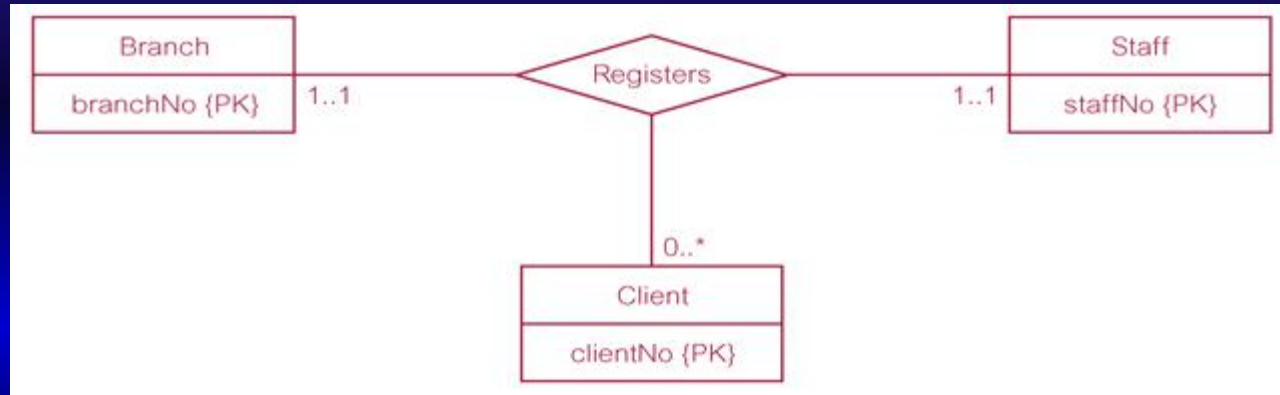 Branch
branchNo {PK}
1..1
Registers
1..1
Staff
staffNo {PK}
0..*
Client
clientNo {PK}